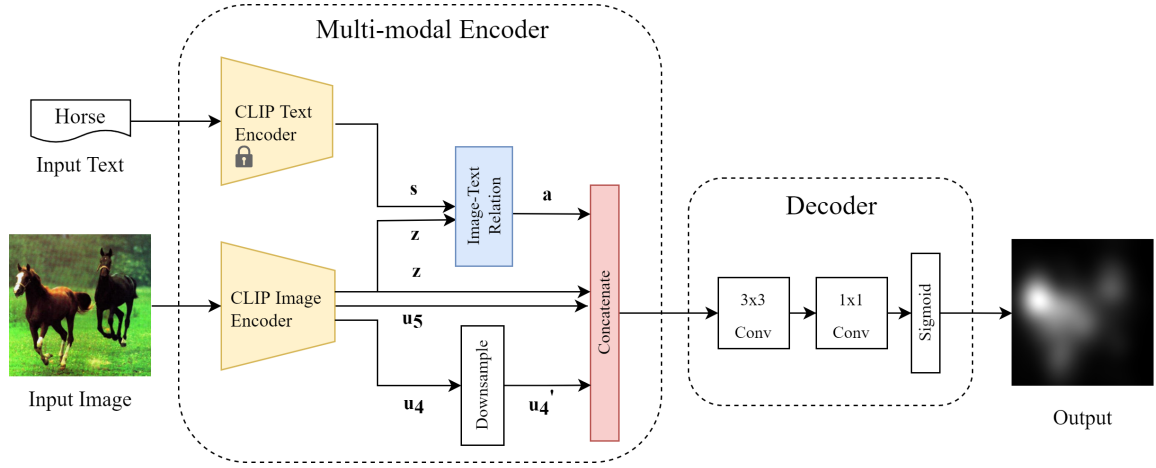 Multi-modal Encoder
Horse
Input Text
CLIP Text
Encoder
s
z
Image-Text
Relation
a
Input Image
CLIP Image
Encoder
z
u5
u4
Downsample
u4'
Concatenate
Decoder
3x3
Conv
1x1
Conv
Sigmoid
Output